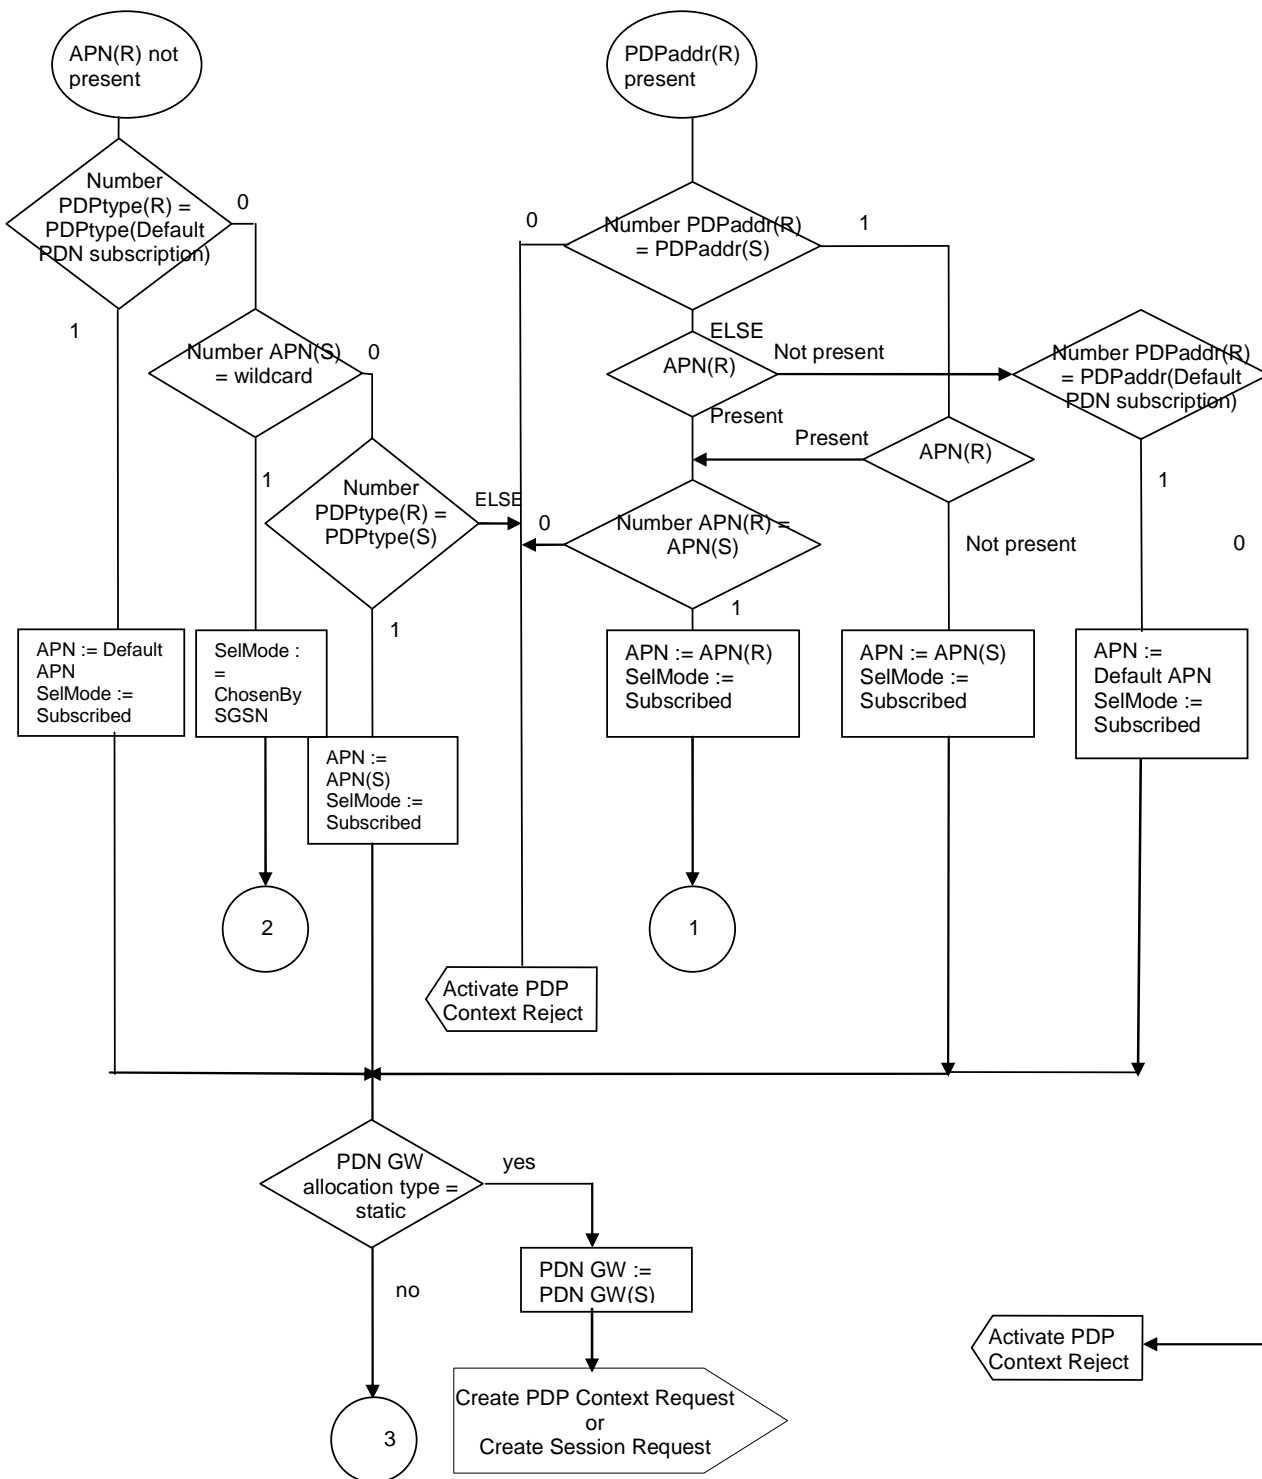 APN(R) not
present
PDPaddr(R)
present
Number
PDPtype(R) =
PDPtype(Default
PDN subscription)
0
1
Number PDPaddr(R)
= PDPaddr(S)
0
1
ELSE
Number APN(S)
= wildcard
0
1
APN(R)
Not present
Present
Number PDPaddr(R)
= PDPaddr(Default
PDN subscription)
1
0
APN(R)
Present
Not present
Number
PDPtype(R) =
PDPtype(S)
ELSE
1
Number APN(R) =
APN(S)
0
1
APN := Default
APN
SelMode :=
Subscribed
SelMode :
=
ChosenBy
SGSN
APN :=
APN(S)
SelMode :=
Subscribed
APN := APN(R)
SelMode :=
Subscribed
APN := APN(S)
SelMode :=
Subscribed
APN :=
Default APN
SelMode :=
Subscribed
2
1
Activate PDP
Context Reject
PDN GW
allocation type =
static
yes
no
PDN GW :=
PDN GW(S)
Activate PDP
Context Reject
Create PDP Context Request
or
Create Session Request
3